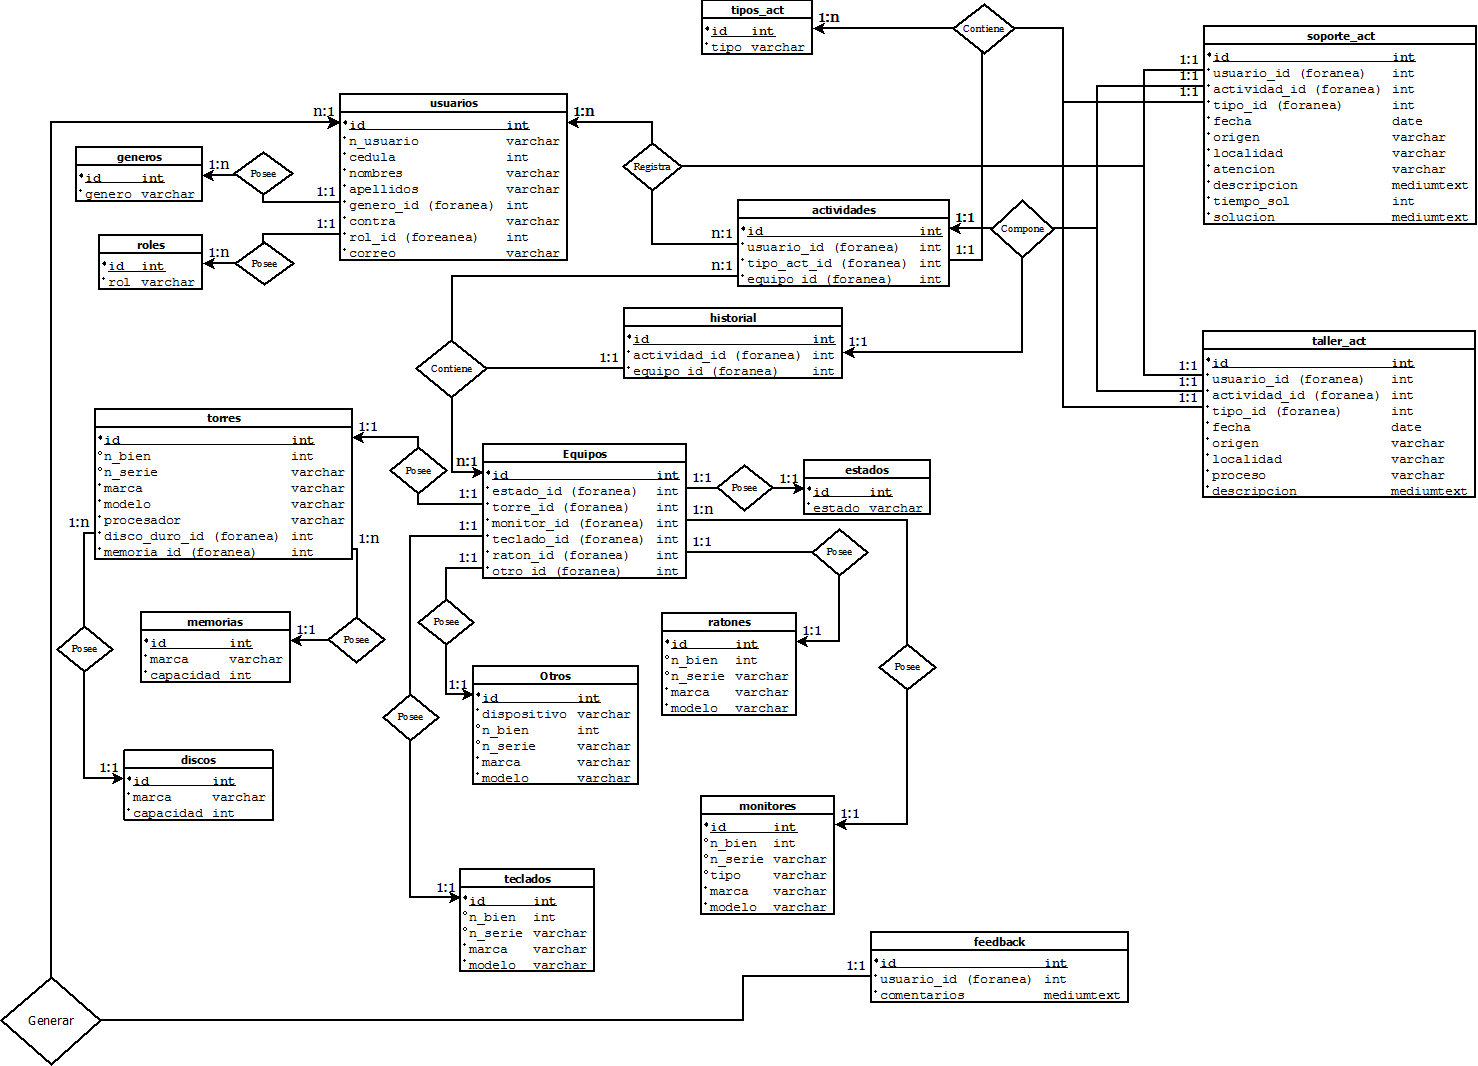 tipos_act
id int
tipo varchar
1:n
Contiene
soporte_act
id int
usuario_id (foranea) int
actividad_id (foranea) int
tipo_id (foranea) int
fecha date
origen varchar
localidad varchar
atencion varchar
descripcion mediumtext
tiempo_sol int
solucion mediumtext
1:1
1:1
1:1
usuarios
id int
n_usuario varchar
cedula int
nombres varchar
apellidos varchar
genero_id (foranea) int
contra varchar
rol_id (foreanea) int
correo varchar
n:1
1:n
1:1
1:1
generos
id int
genero varchar
1:n
Posee
roles
id int
rol varchar
1:n
Posee
Registra
actividades
id int
usuario_id (foranea) int
tipo_act_id (foranea) int
equipo_id (foranea) int
n:1
n:1
1:1
1:1
Compone
historial
id int
actividad_id (foranea) int
equipo_id (foranea) int
1:1
1:1
Contiene
taller_act
id int
usuario_id (foranea) int
actividad_id (foranea) int
tipo_id (foranea) int
fecha date
origen varchar
localidad varchar
proceso varchar
descripcion mediumtext
1:1
1:1
1:1
torres
id int
n_bien int
n_serie varchar
marca varchar
modelo varchar
procesador varchar
disco_duro_id (foranea) int
memoria_id (foranea) int
1:1
1:n
1:n
Posee
Equipos
id int
estado_id (foranea) int
torre_id (foranea) int
monitor_id (foranea) int
teclado_id (foranea) int
raton_id (foranea) int
otro_id (foranea) int
n:1
1:1
1:1
1:1
1:1
1:n
1:1
Posee
1:1
estados
id int
estado varchar
Posee
memorias
id int
marca varchar
capacidad int
1:1
Posee
Posee
Posee
ratones
id int
n_bien int
n_serie varchar
marca varchar
modelo varchar
1:1
Posee
Otros
id int
dispositivo varchar
n_bien int
n_serie varchar
marca varchar
modelo varchar
1:1
Posee
discos
id int
marca varchar
capacidad int
1:1
monitores
id int
n_bien int
n_serie varchar
tipo varchar
marca varchar
modelo varchar
1:1
teclados
id int
n_bien int
n_serie varchar
marca varchar
modelo varchar
1:1
feedback
id int
usuario_id (foranea) int
comentarios mediumtext
1:1
Generar